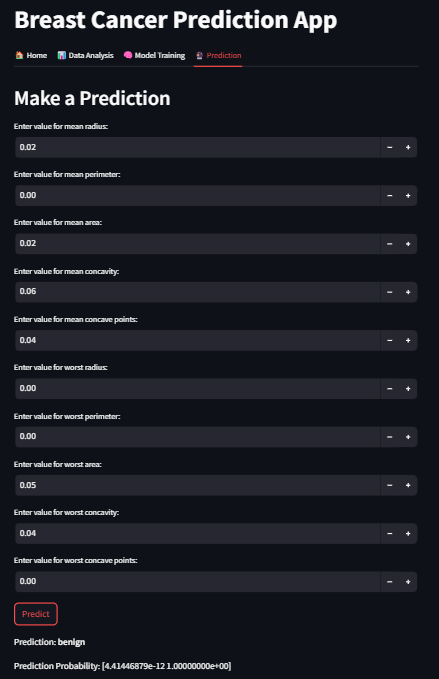 Breast Cancer Prediction App
Home Data Analysis Model Training Prediction
Make a Prediction
Enter value for mean radius:
0.02 − +
Enter value for mean perimeter:
0.00 − +
Enter value for mean area:
0.02 − +
Enter value for mean concavity:
0.06 − +
Enter value for mean concave points:
0.04 − +
Enter value for worst radius:
0.00 − +
Enter value for worst perimeter:
0.00 − +
Enter value for worst area:
0.05 − +
Enter value for worst concavity:
0.04 − +
Enter value for worst concave points:
0.00 − +
Predict
Prediction: benign
Prediction Probability: [4.41446879e-12 1.00000000e+00]